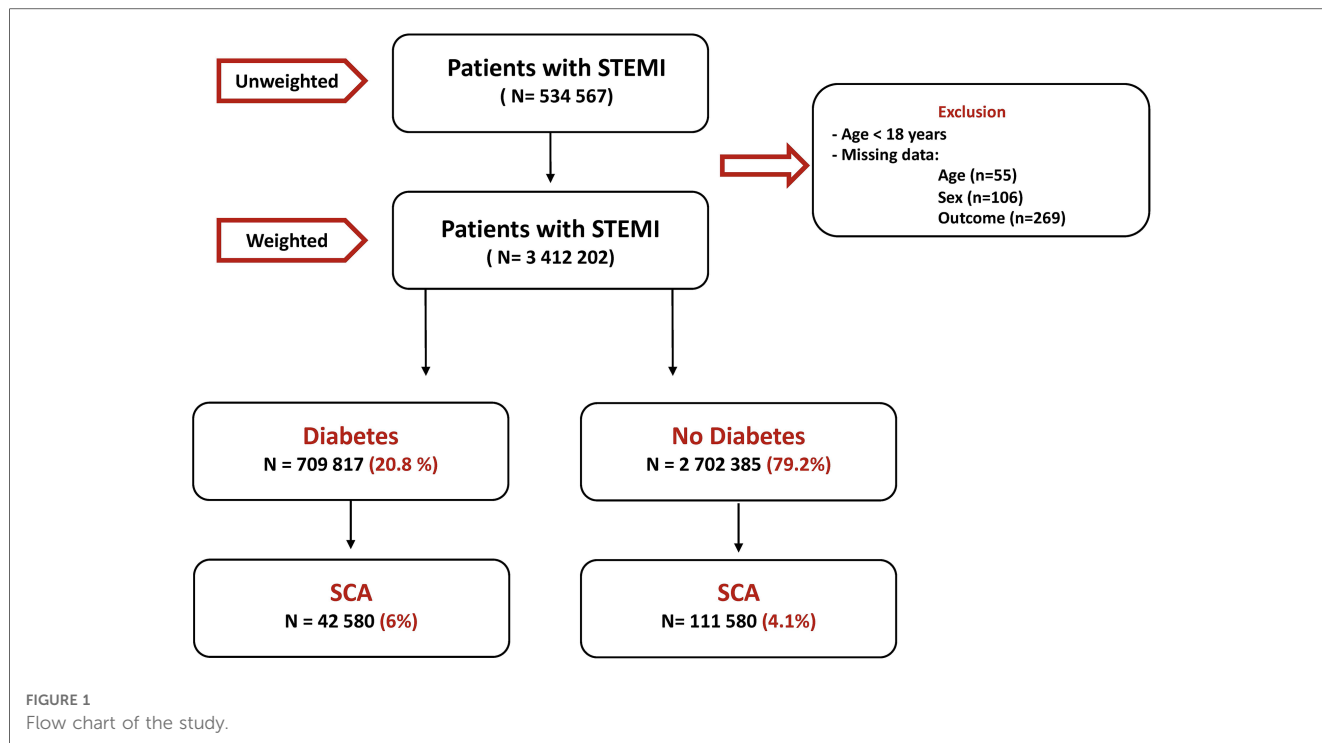 Unweighted
Patients with STEMI
( N= 534 567)
Exclusion
- Age < 18 years
- Missing data:
Age (n=55)
Sex (n=106)
Outcome (n=269)
Weighted
Patients with STEMI
( N= 3 412 202)
Diabetes
N = 709 817 (20.8 %)
No Diabetes
N = 2 702 385 (79.2%)
SCA
N = 42 580 (6%)
SCA
N= 111 580 (4.1%)
FIGURE 1
Flow chart of the study.